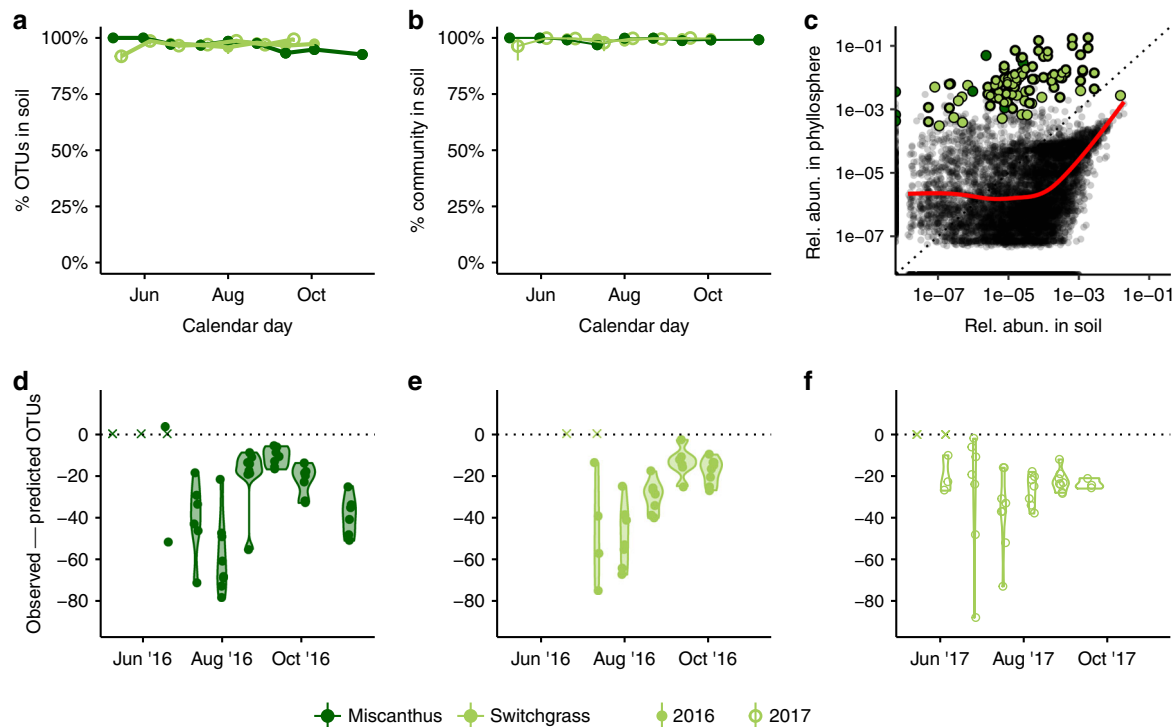 a
% OTUs in soil
100%
75%
50%
25%
0%
Jun
Aug
Oct
Calendar day
b
% community in soil
100%
75%
50%
25%
0%
Jun
Aug
Oct
Calendar day
c
Rel. abun. in phyllosphere
1e−01
1e−03
1e−05
1e−07
1e−07
1e−05
1e−03
1e−01
Rel. abun. in soil
d
Observed — predicted OTUs
0
−20
−40
−60
−80
Jun '16
Aug '16
Oct '16
e
0
−20
−40
−60
−80
Jun '16
Aug '16
Oct '16
f
0
−20
−40
−60
−80
Jun '17
Aug '17
Oct '17
Miscanthus
Switchgrass
2016
2017